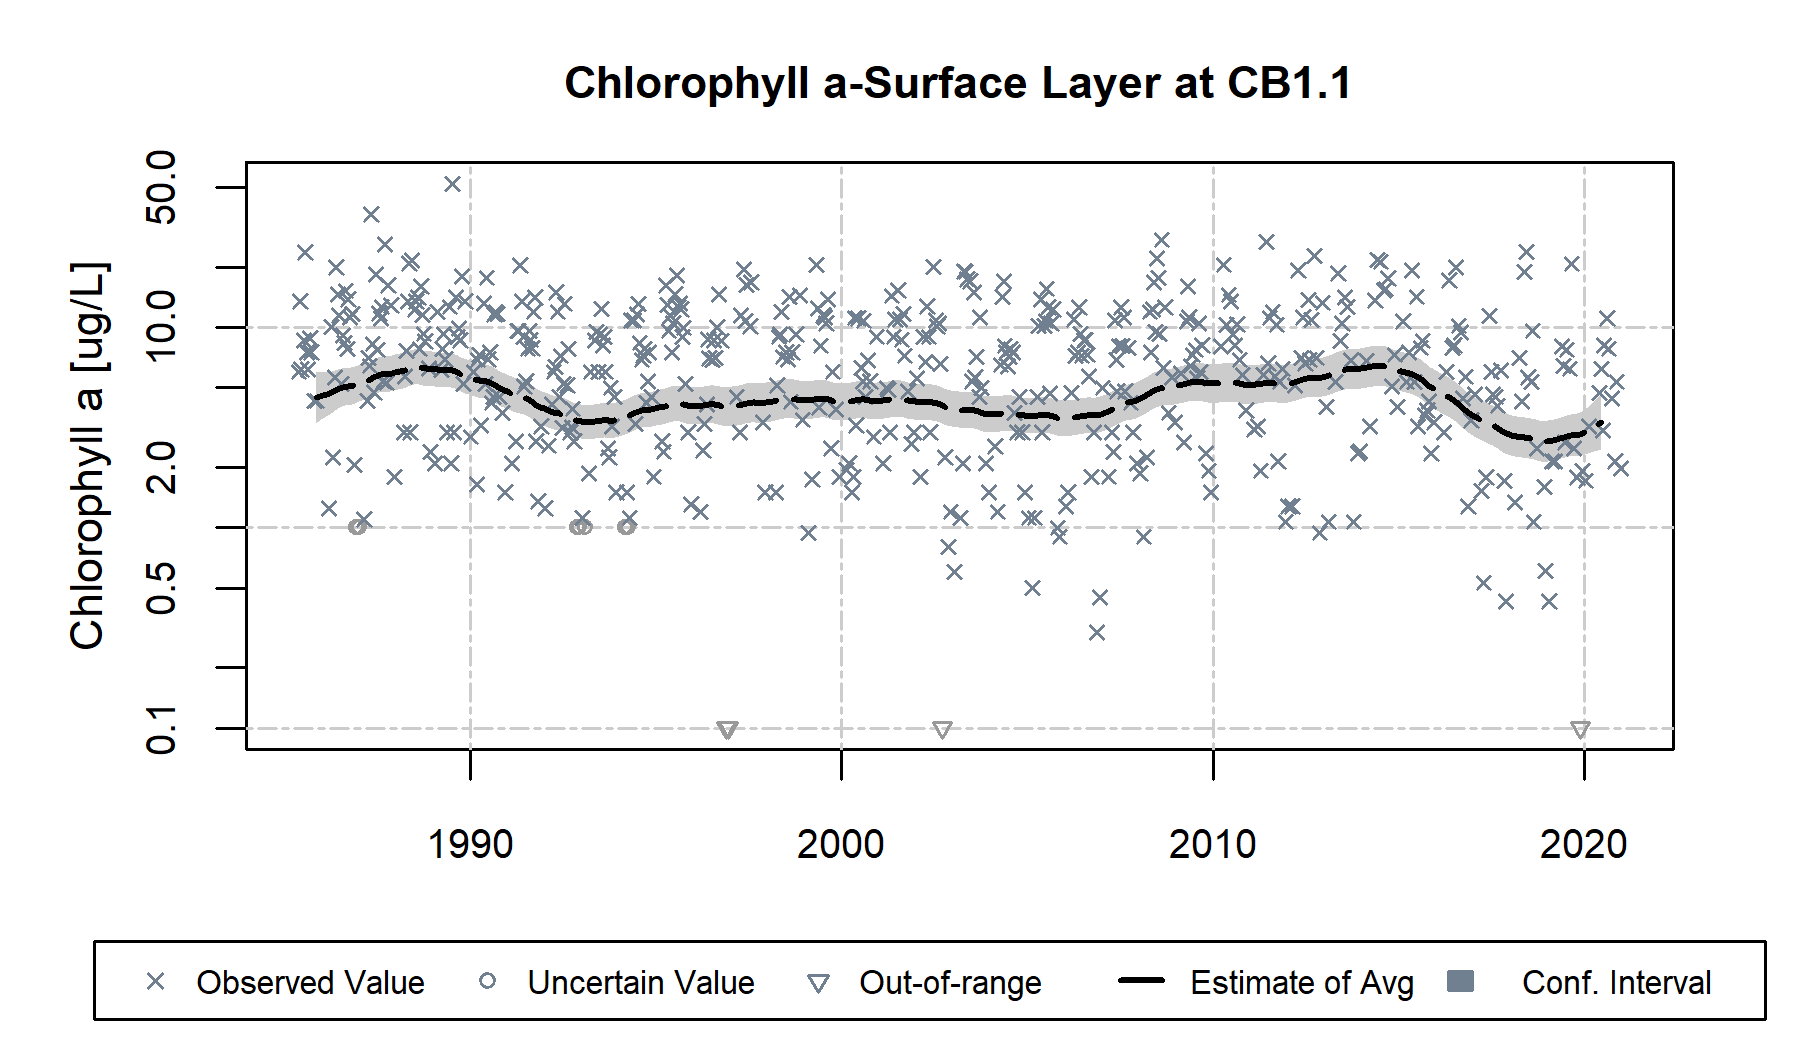 Chlorophyll a-Surface Layer at CB1.1
Chlorophyll a [ug/L]
50.0
10.0
2.0
0.5
0.1
1990 2000 2010 2020
Observed Value Uncertain Value Out-of-range Estimate of Avg Conf. Interval